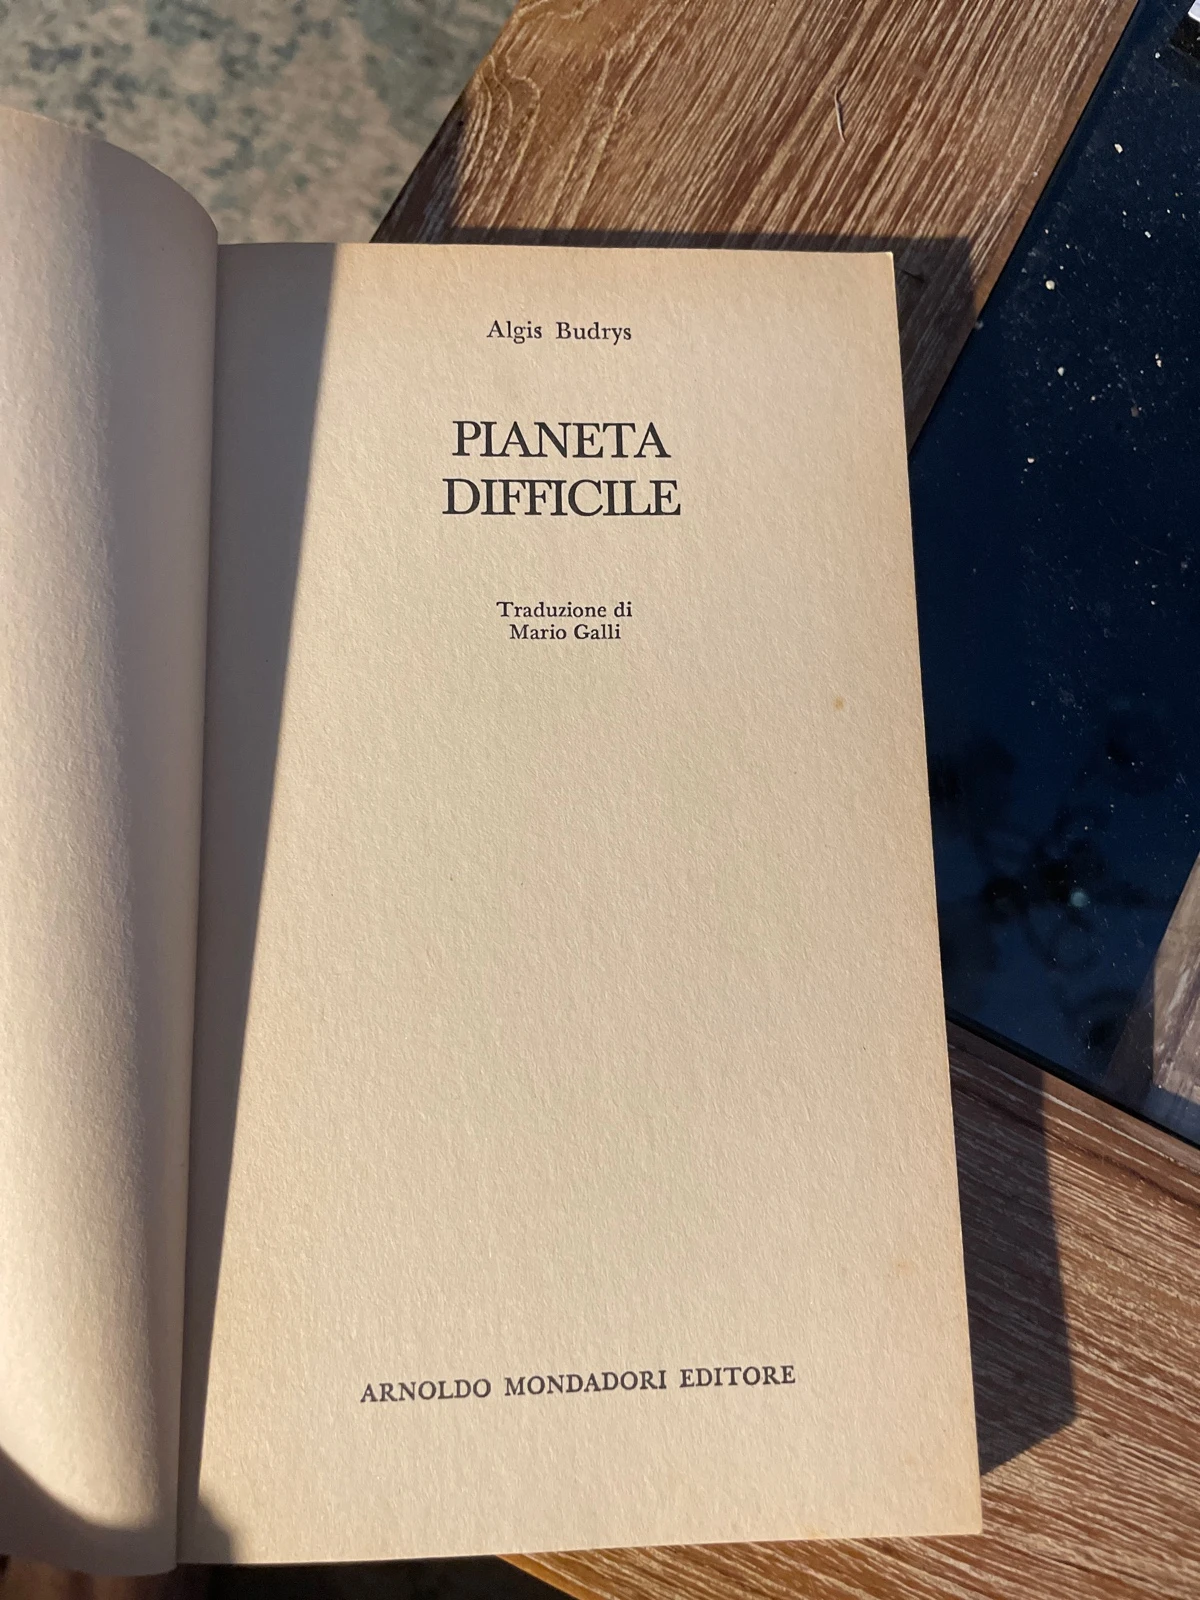 Algis Budrys
PIANETA
DIFFICILE
Traduzione di
Mario Galli
ARNOLDO MONDADORI EDITORE